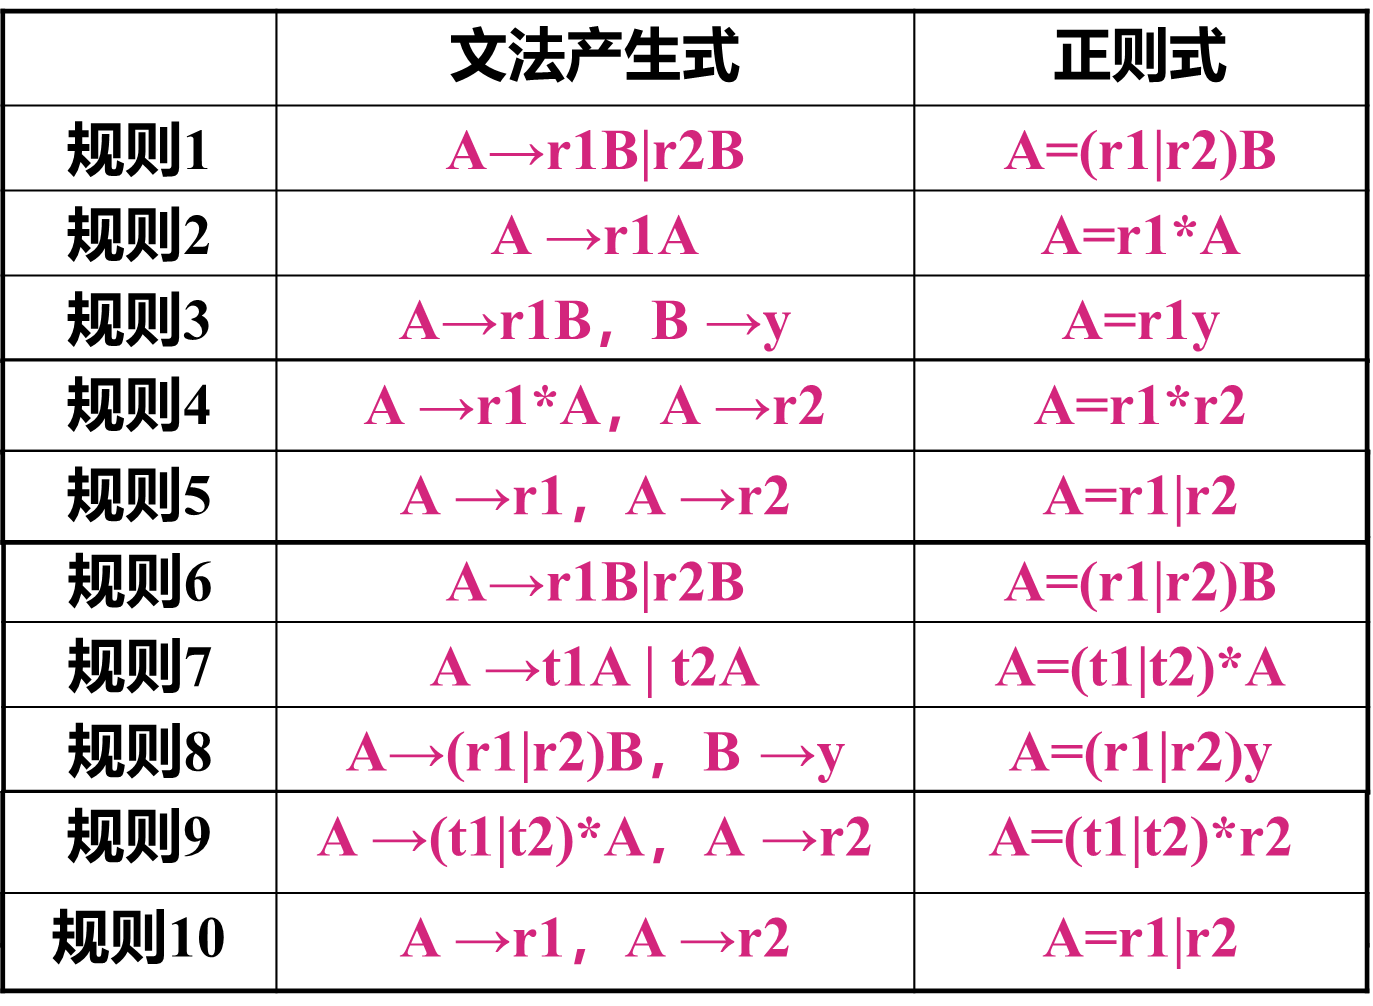 文法产生式 正则式
规则1 A→r1B|r2B A=(r1|r2)B
规则2 A →r1A A=r1*A
规则3 A→r1B，B →y A=r1y
规则4 A →r1*A，A →r2 A=r1*r2
规则5 A →r1，A →r2 A=r1|r2
规则6 A→r1B|r2B A=(r1|r2)B
规则7 A →t1A | t2A A=(t1|t2)*A
规则8 A→(r1|r2)B，B →y A=(r1|r2)y
规则9 A →(t1|t2)*A，A →r2 A=(t1|t2)*r2
规则10 A →r1，A →r2 A=r1|r2